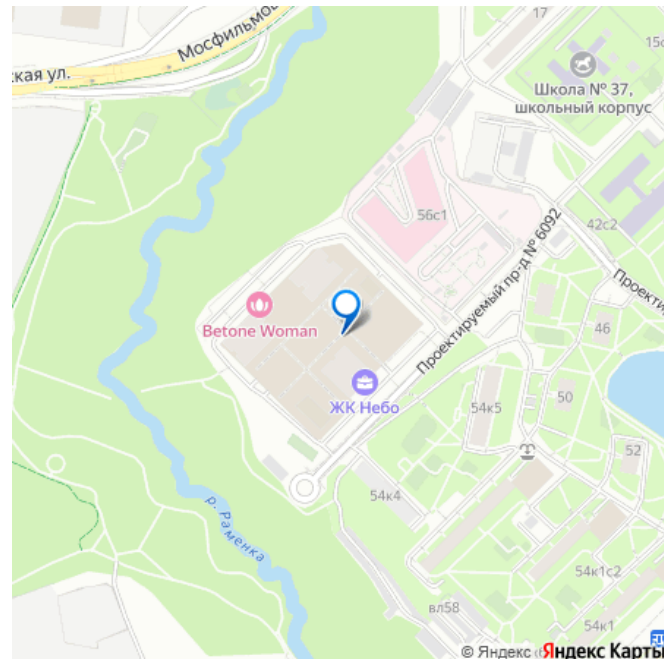 17
Мосфильмов
ская ул.
15с
Школа № 37,
школьный корпус
56с1
42с2
Проектируемый пр-д № 6092
Проекти
Betone Woman
46
ЖК Небо
50
54к5
52
54к4
р. Раменка
54к1с2
вл58
54к1
© Яндекс
Яндекс Карты